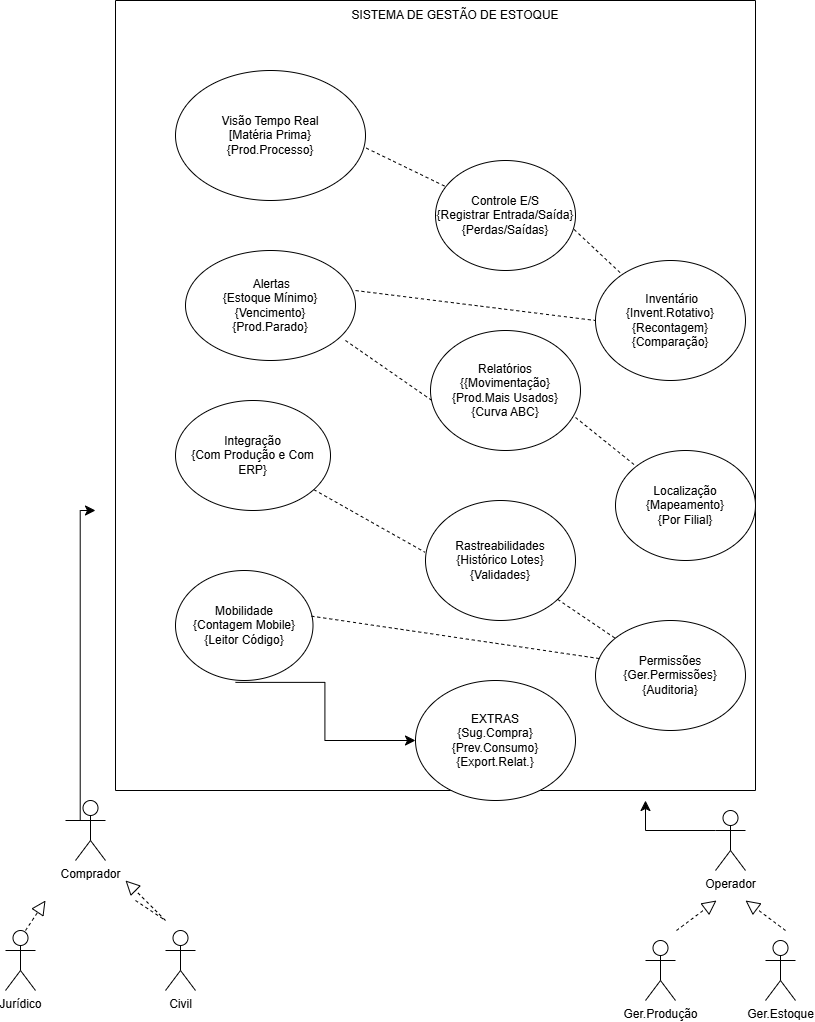 SISTEMA DE GESTÃO DE ESTOQUE
Visão Tempo Real
[Matéria Prima}
{Prod.Processo}
Controle E/S
{Registrar Entrada/Saída}
{Perdas/Saídas}
Alertas
{Estoque Mínimo}
{Vencimento}
{Prod.Parado}
Inventário
{Invent.Rotativo}
{Recontagem}
{Comparação}
Relatórios
{{Movimentação}
{Prod.Mais Usados}
{Curva ABC}
Integração
{Com Produção e Com
ERP}
Localização
{Mapeamento}
{Por Filial}
Rastreabilidades
{Histórico Lotes}
{Validades}
Mobilidade
{Contagem Mobile}
{Leitor Código}
Permissões
{Ger.Permissões}
{Auditoria}
EXTRAS
{Sug.Compra}
{Prev.Consumo}
{Export.Relat.}
Comprador
Operador
Jurídico
Civil
Ger.Produção
Ger.Estoque